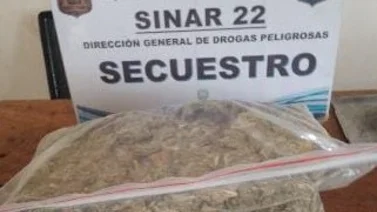 SINAR 22
DIRECCIÓN GENERAL DE DROGAS PELIGROSAS
SECUESTRO